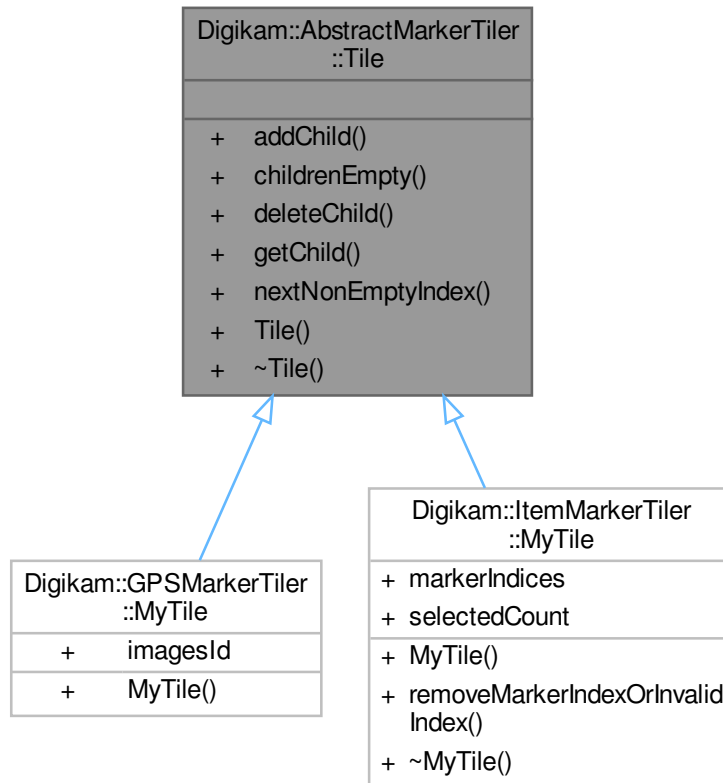 Digikam::AbstractMarkerTiler
::Tile
+ addChild()
+ childrenEmpty()
+ deleteChild()
+ getChild()
+ nextNonEmptyIndex()
+ Tile()
+ ~Tile()
Digikam::GPSMarkerTiler
::MyTile
+ imagesId
+ MyTile()
Digikam::ItemMarkerTiler
::MyTile
+ markerIndices
+ selectedCount
+ MyTile()
+ removeMarkerIndexOrInvalid
Index()
+ ~MyTile()